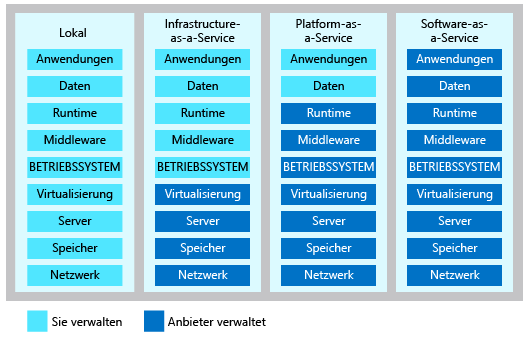 Lokal
Anwendungen
Daten
Runtime
Middleware
BETRIEBSSYSTEM
Virtualisierung
Server
Speicher
Netzwerk
Infrastructure-
as-a-Service
Anwendungen
Daten
Runtime
Middleware
BETRIEBSSYSTEM
Virtualisierung
Server
Speicher
Netzwerk
Platform-as-
a-Service
Anwendungen
Daten
Runtime
Middleware
BETRIEBSSYSTEM
Virtualisierung
Server
Speicher
Netzwerk
Software-as-
a-Service
Anwendungen
Daten
Runtime
Middleware
BETRIEBSSYSTEM
Virtualisierung
Server
Speicher
Netzwerk
Sie verwalten
Anbieter verwaltet